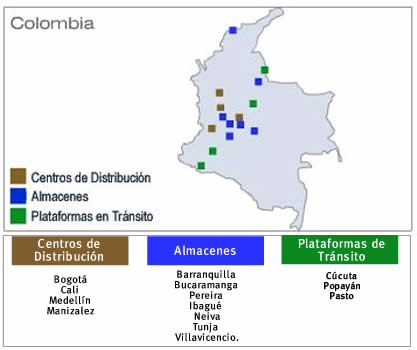 Colombia
Centros de Distribución
Almacenes
Plataformas en Tránsito
Centros de
Distribución
Bogotá
Cali
Medellín
Manizalez
Almacenes
Barranquilla
Bucaramanga
Pereira
Ibagué
Neiva
Tunja
Villavicencio.
Plataformas de
Tránsito
Cúcuta
Popayán
Pasto